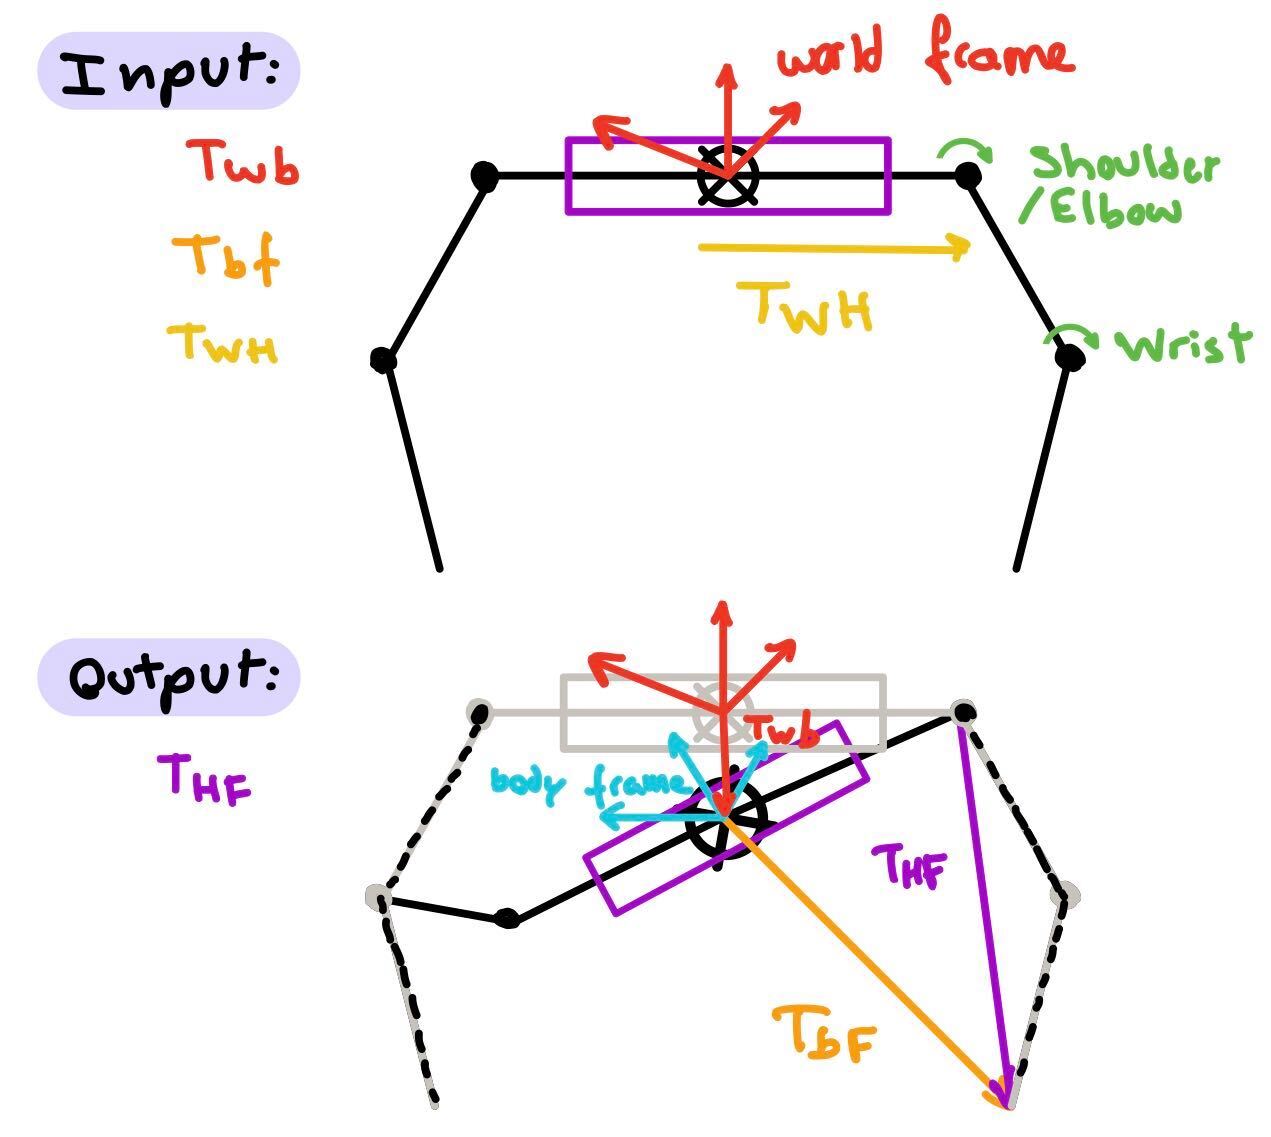 Input:
world frame
Twb
Shoulder
/Elbow
Tbf
TWH
TWH
Wrist
Output:
Twb
THF
body frame
THF
TbF